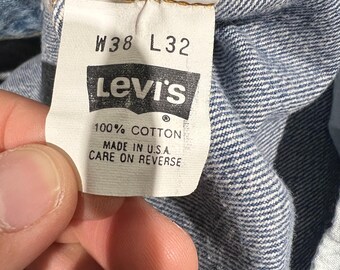 W38 L32
Levi's
®
100% COTTON
MADE IN U.S.A.
CARE ON REVERSE